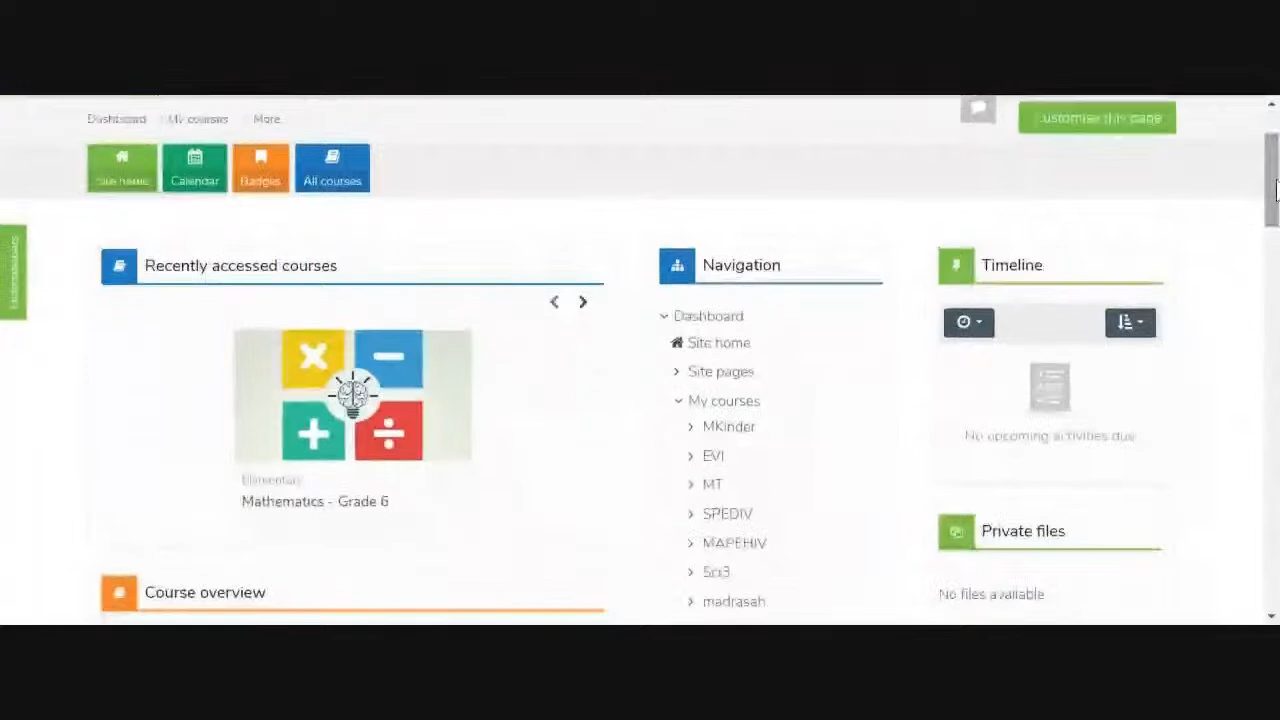 Dashboard My courses More
Customise this page
Site home Calendar Badges All courses
Recently accessed courses
Elementary
Mathematics - Grade 6
Course overview
Navigation
Dashboard
Site home
Site pages
My courses
MKinder
EVI
MT
SPEDIV
MAPEHIV
Sci3
madrasah
Timeline
No upcoming activities due
Private files
No files available